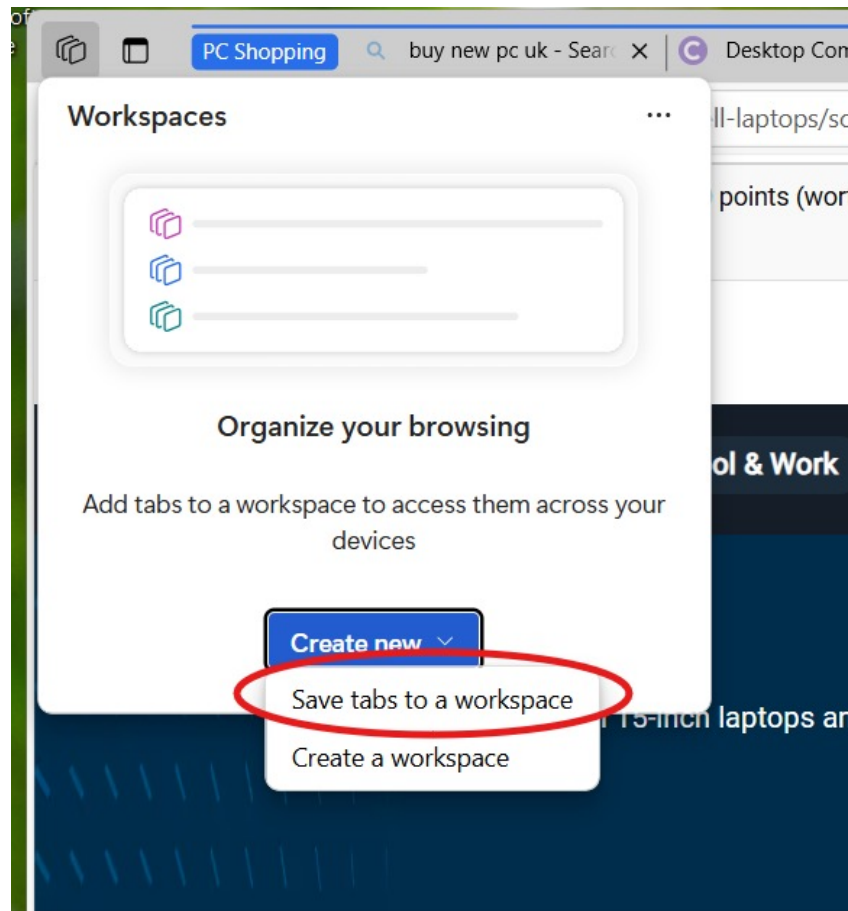 of
PC Shopping
buy new pc uk - Sear
C
Desktop Com
Workspaces
ll-laptops/sc
points (wor
Organize your browsing
ol & Work
Add tabs to a workspace to access them across your
devices
Create new
Save tabs to a workspace
15-inch laptops ar
Create a workspace